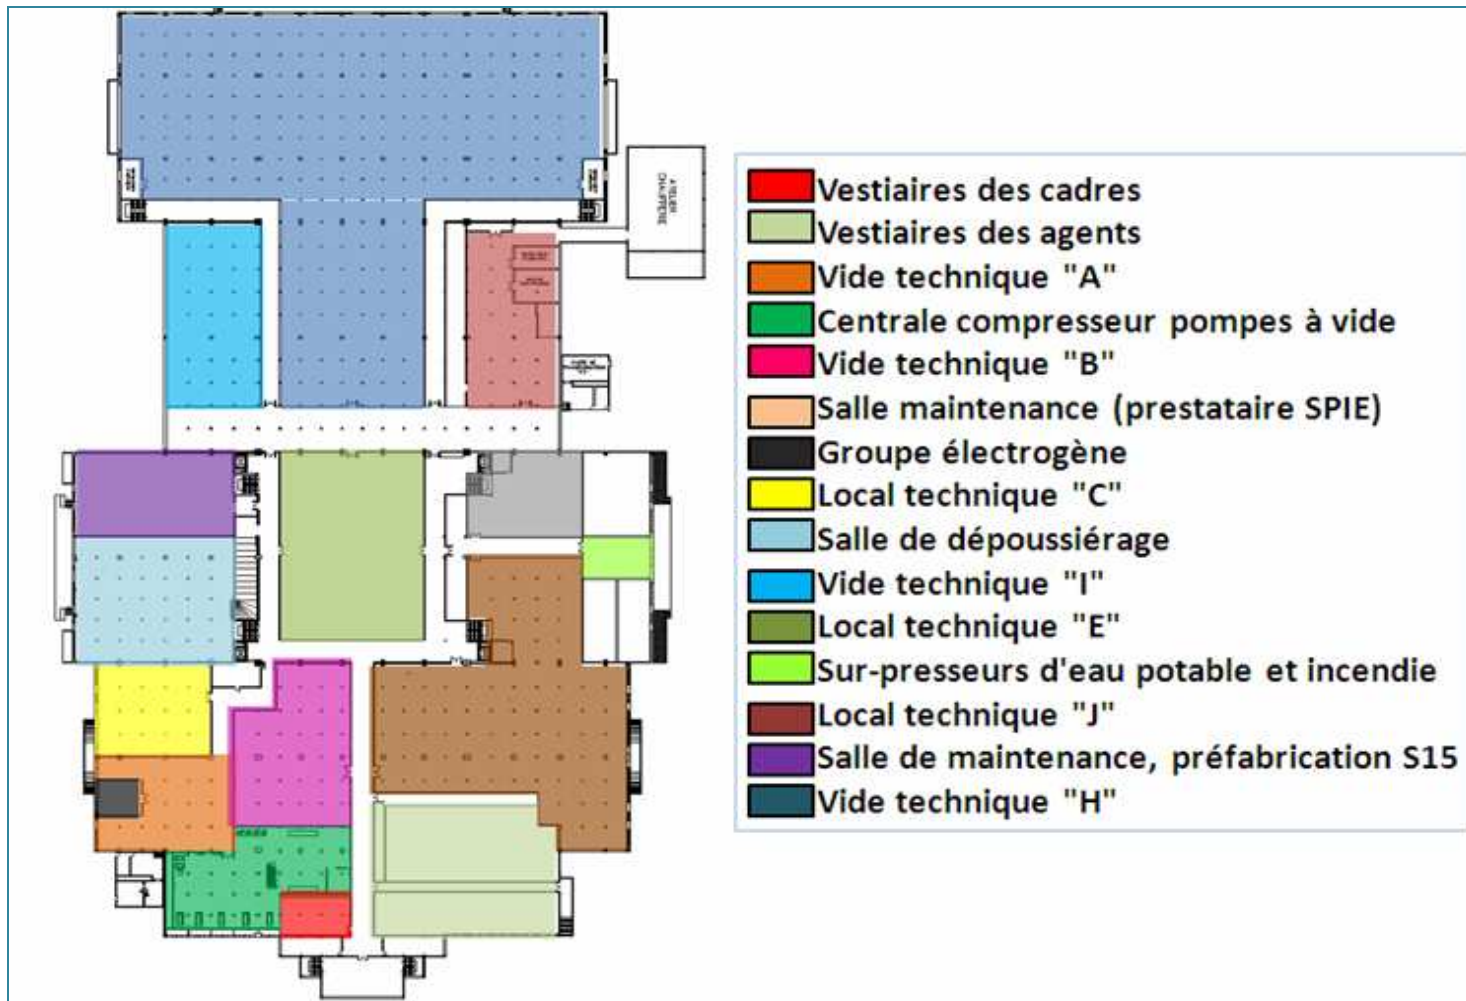 ATELIER
CHAUFFERIE
Vestiaires des cadres
Vestiaires des agents
Vide technique "A"
Centrale compresseur pompes à vide
Vide technique "B"
Salle maintenance (prestataire SPIE)
Groupe électrogène
Local technique "C"
Salle de dépoussiérage
Vide technique "I"
Local technique "E"
Sur-presseurs d'eau potable et incendie
Local technique "J"
Salle de maintenance, préfabrication S15
Vide technique "H"